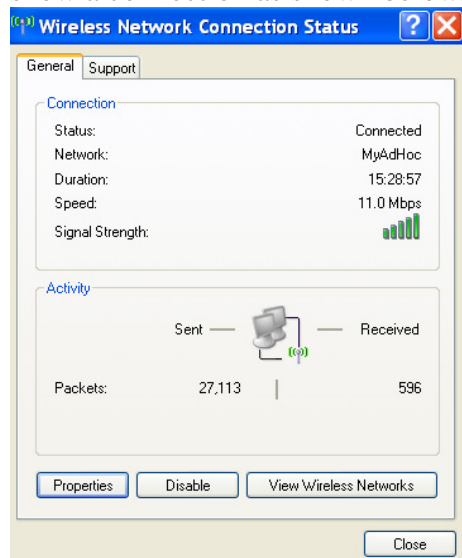 Wireless Network Connection Status
General Support
Connection
Status: Connected
Network: MyAdHoc
Duration: 15:28:57
Speed: 11.0 Mbps
Signal Strength:
Activity
Sent Received
Packets: 27,113 596
Properties Disable View Wireless Networks
Close